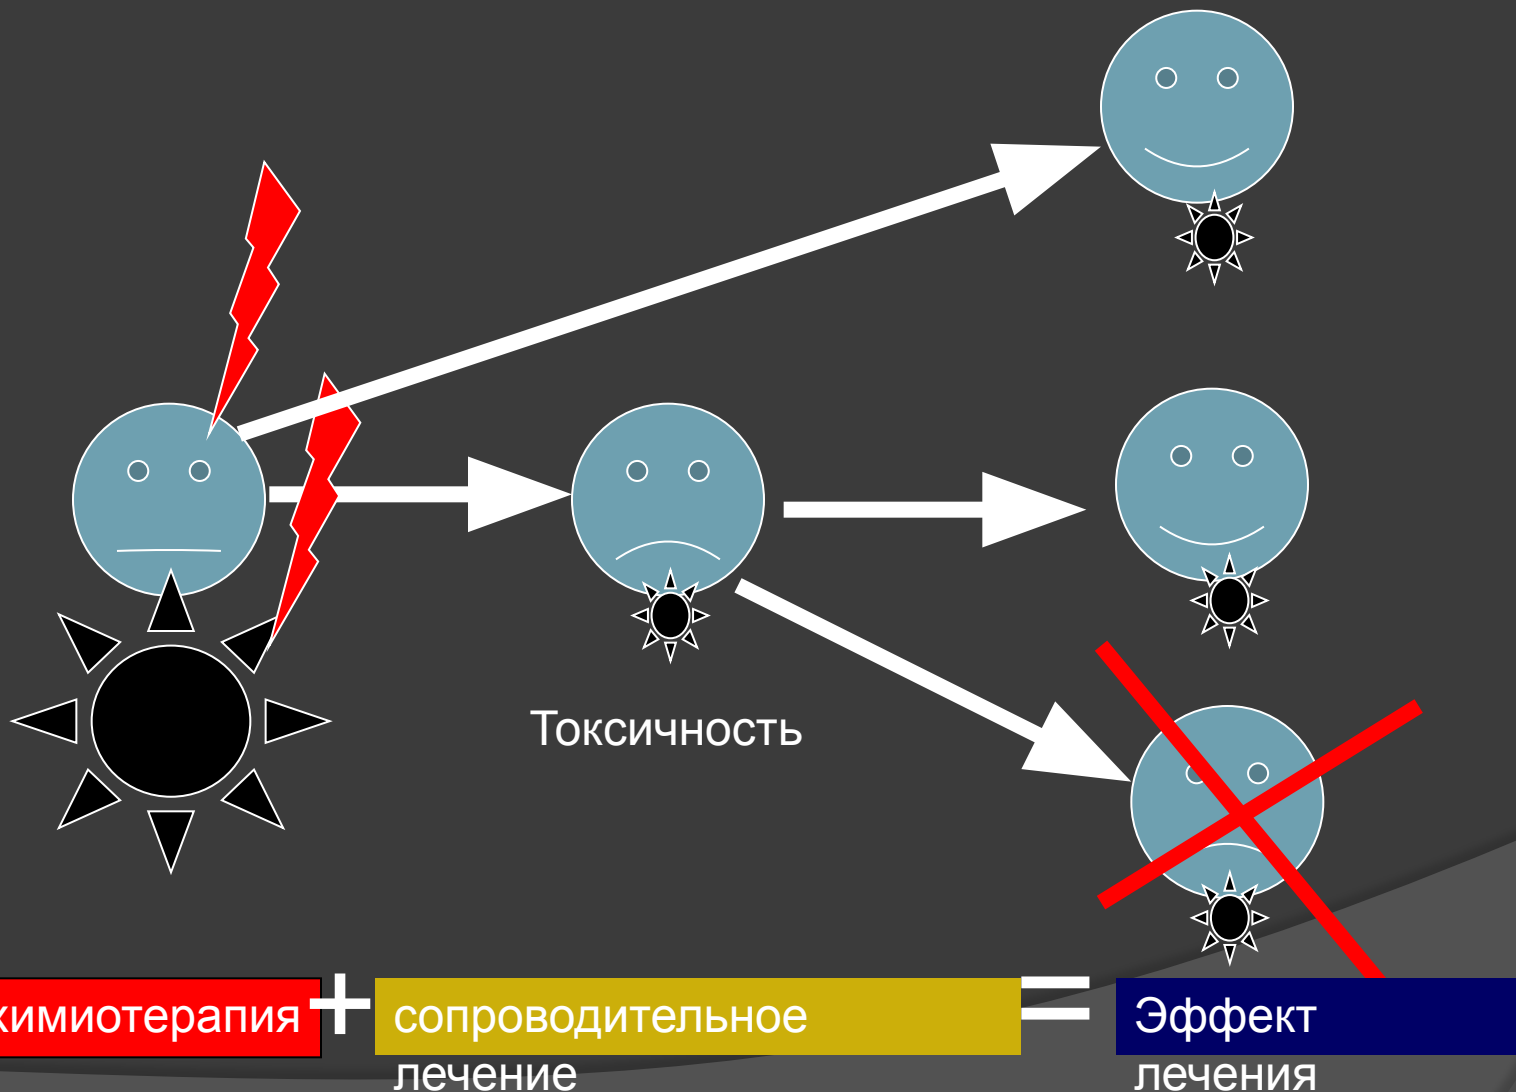 Токсичность
химиотерапия + сопроводительное лечение = Эффект лечения